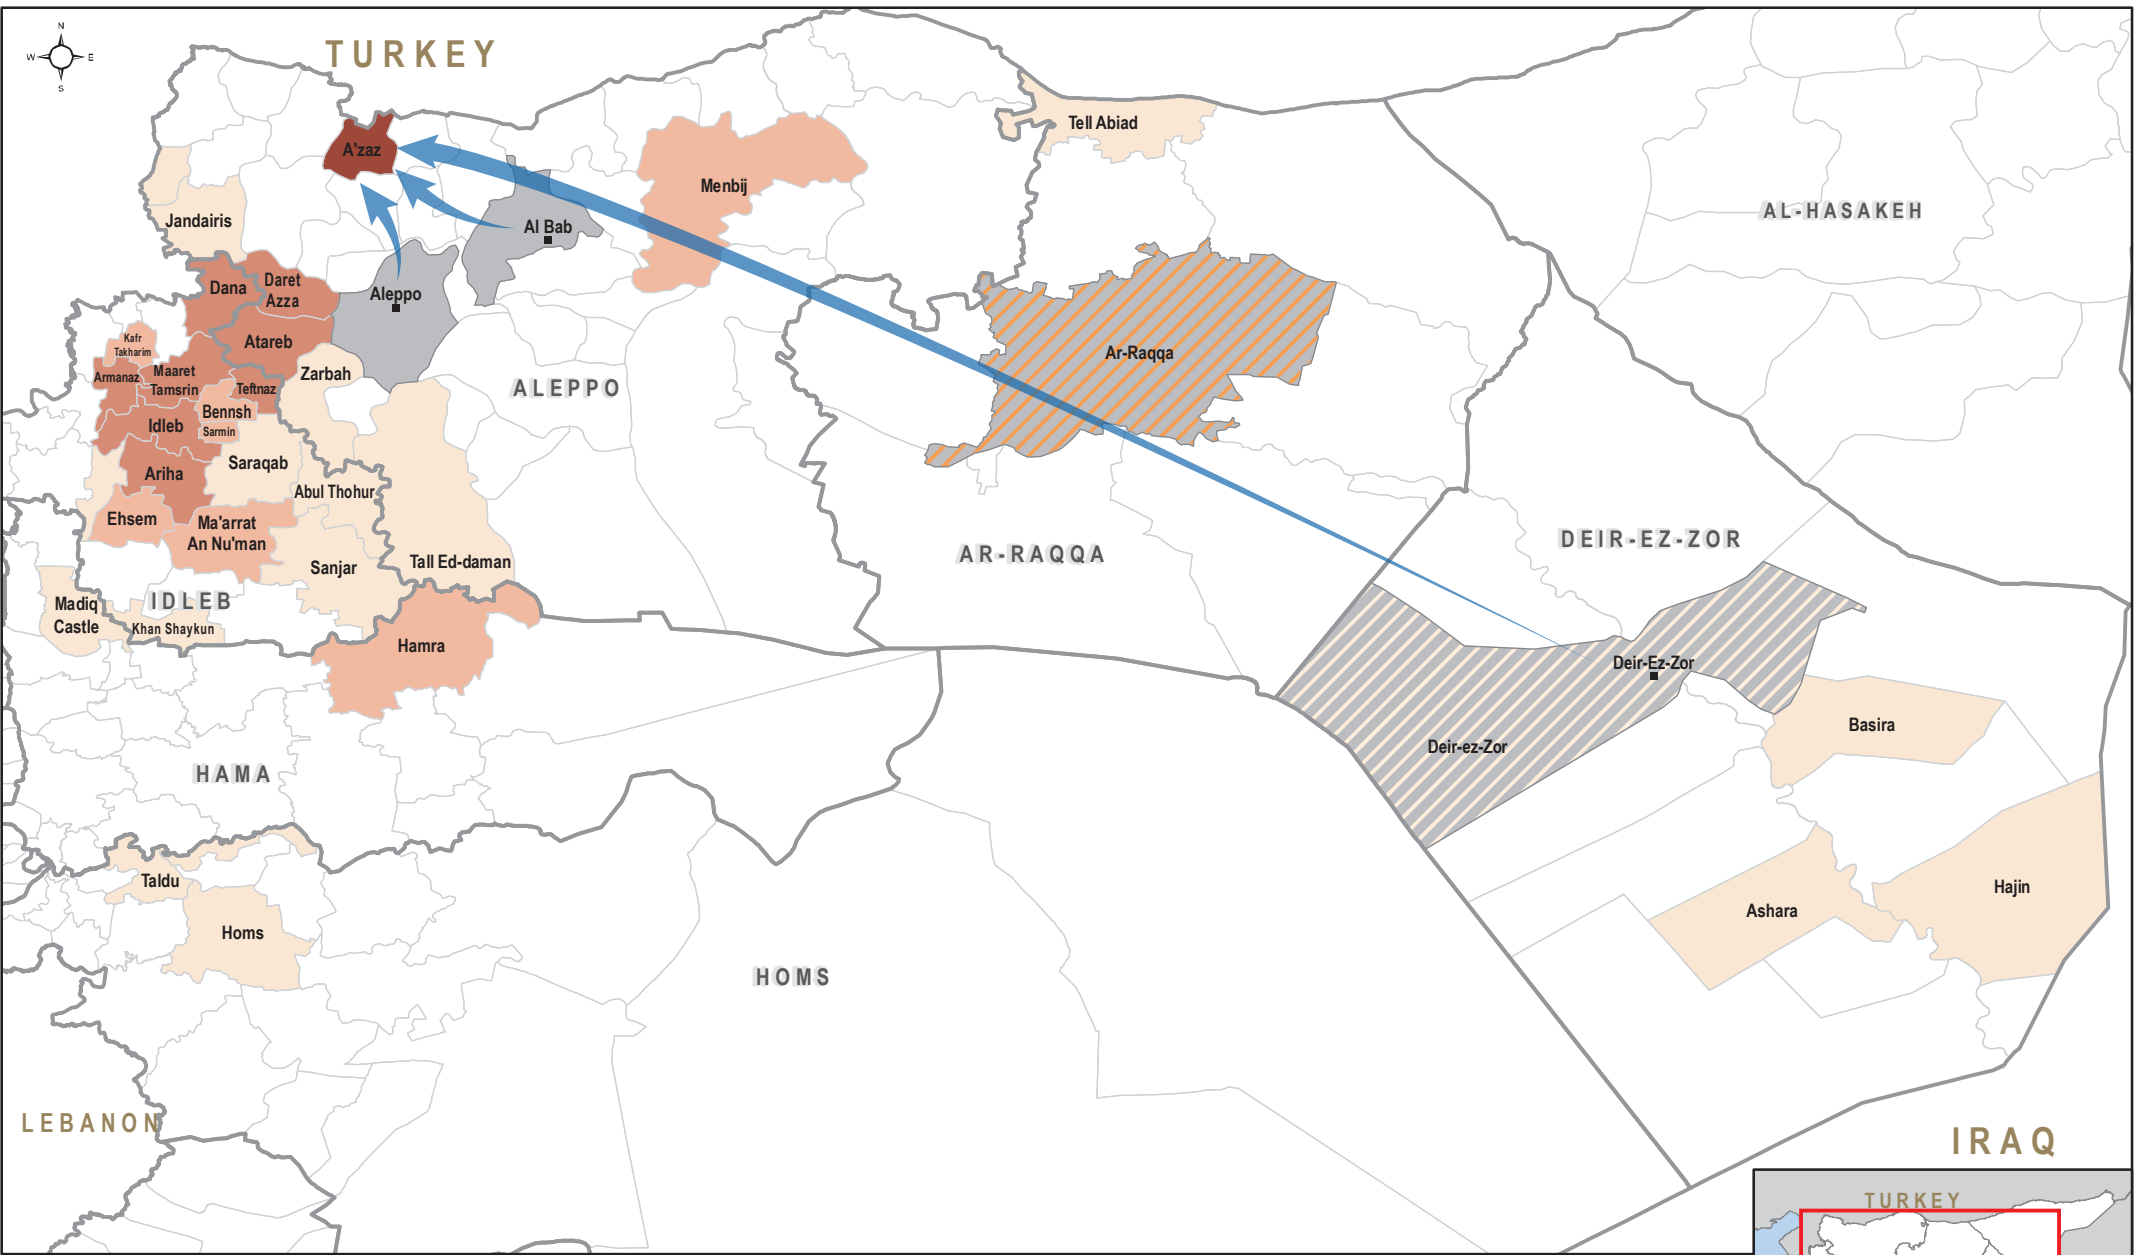 N
W
E
S
TURKEY
A'zaz
Tell Abiad
Menbij
AL-HASAKEH
Jandairis
Al Bab
Dana
Daret
Azza
Aleppo
Atareb
Kafr
Takharim
Ar-Raqqa
Armanaz
Maaret
Tamsrin
Teftnaz
Zarbah
ALEPPO
Bennsh
Idleb
Sarmin
Ariha
Saraqab
Abul Thohur
Ehsem
Ma'arrat
An Nu'man
AR-RAQQA
DEIR-EZ-ZOR
Sanjar
Tall Ed-daman
Madiq
Castle
IDLEB
Khan Shaykun
Hamra
Deir-Ez-Zor
Basira
Deir-ez-Zor
HAMA
Taldu
Hajin
Ashara
Homs
HOMS
LEBANON
IRAQ
TURKEY